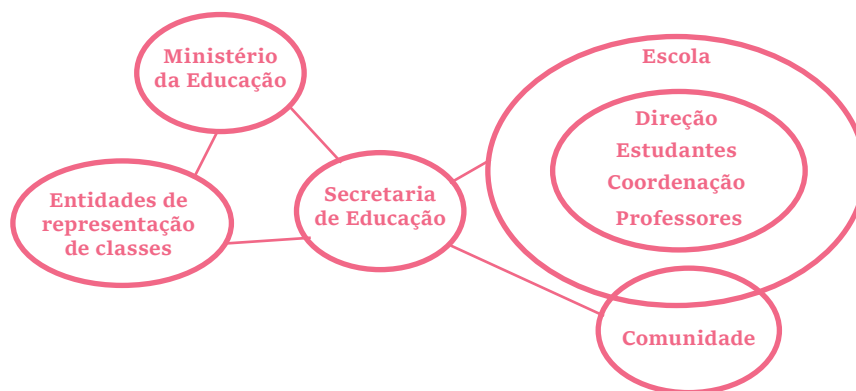 Ministério
da Educação
Entidades de
representação
de classes
Secretaria
de Educação
Escola
Direção
Estudantes
Coordenação
Professores
Comunidade